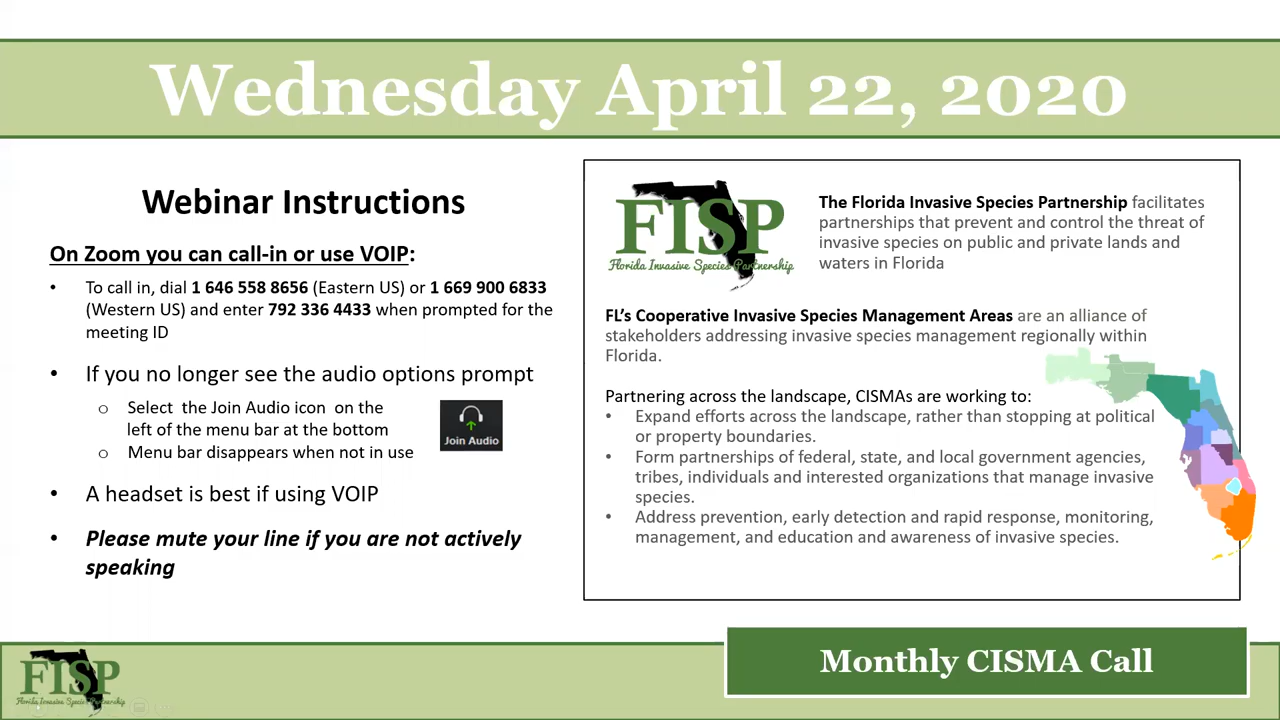 Wednesday April 22, 2020
Webinar Instructions
On Zoom you can call-in or use VOIP:
• To call in, dial 1 646 558 8656 (Eastern US) or 1 669 900 6833
(Western US) and enter 792 336 4433 when prompted for the
meeting ID
• If you no longer see the audio options prompt
o Select the Join Audio icon on the
left of the menu bar at the bottom
o Menu bar disappears when not in use
Join Audio
• A headset is best if using VOIP
• Please mute your line if you are not actively
speaking
FISP
Florida Invasive Species Partnership
The Florida Invasive Species Partnership facilitates
partnerships that prevent and control the threat of
invasive species on public and private lands and
waters in Florida
FL's Cooperative Invasive Species Management Areas are an alliance of
stakeholders addressing invasive species management regionally within
Florida.
Partnering across the landscape, CISMAs are working to:
• Expand efforts across the landscape, rather than stopping at political
or property boundaries.
• Form partnerships of federal, state, and local government agencies,
tribes, individuals and interested organizations that manage invasive
species.
• Address prevention, early detection and rapid response, monitoring,
management, and education and awareness of invasive species.
FISP
Florida Invasive Species Partnership
Monthly CISMA Call